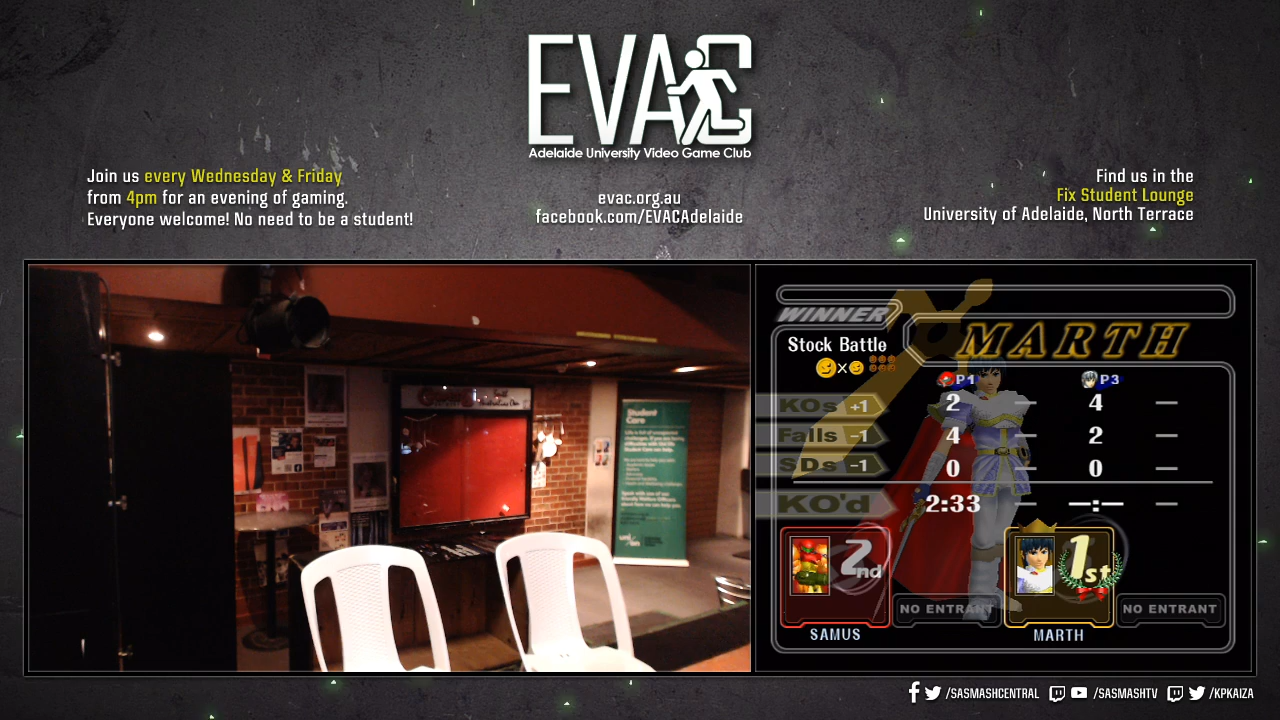 EVAC
Adelaide University Video Game Club
Join us every Wednesday & Friday
from 4pm for an evening of gaming.
Everyone welcome! No need to be a student!
evac.org.au
facebook.com/EVACAdelaide
Find us in the
Fix Student Lounge
University of Adelaide, North Terrace
Student
Care
WINNER
MARTH
Stock Battle
P1
P3
KOs +1 2 — 4 —
Falls -1 4 — 2 —
SDs -1 0 — 0 —
KO'd 2:33 — –:–– —
2nd
SAMUS
NO ENTRANT
1st
MARTH
NO ENTRANT
/SASMASHCENTRAL
/SASMASHTV
/KPKAIZA